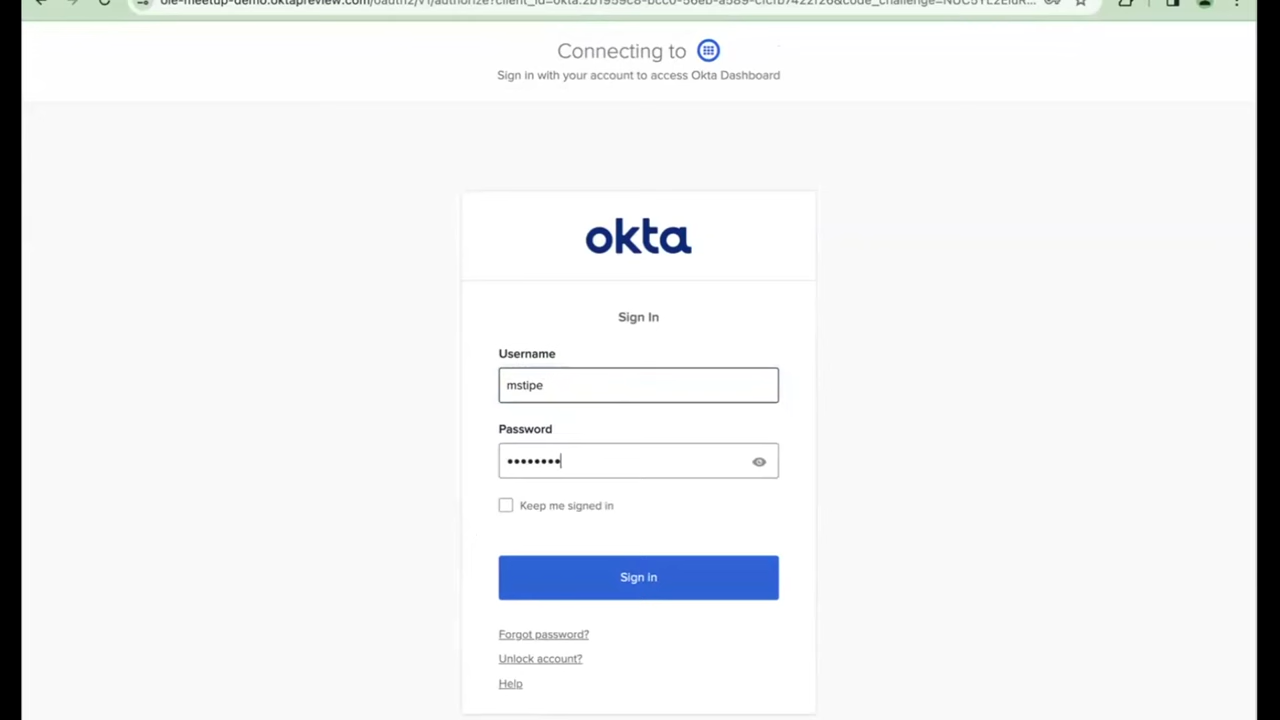 Connecting to
Sign in with your account to access Okta Dashboard
okta
Sign In
Username
mstipe
Password
••••••••
Keep me signed in
Sign in
Forgot password?
Unlock account?
Help